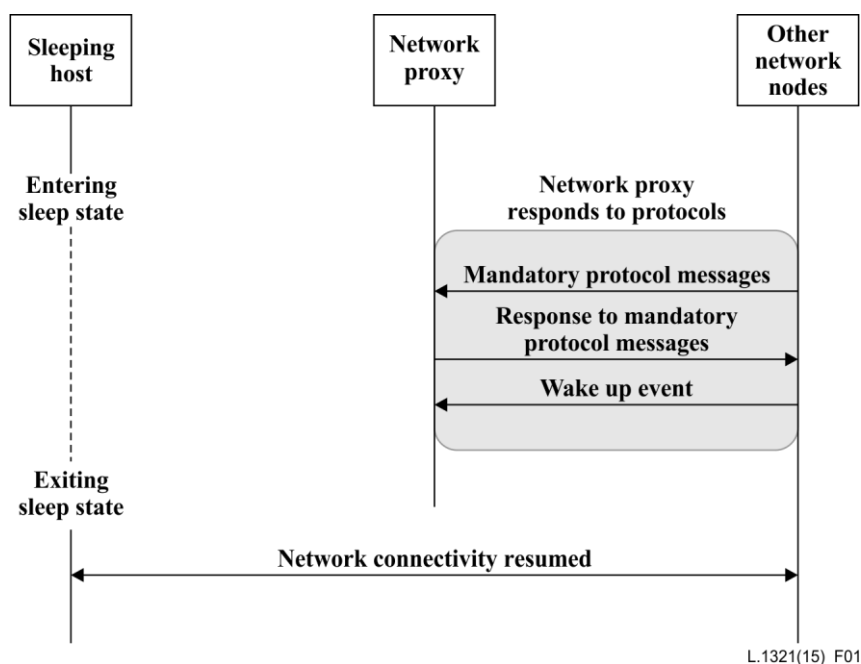 Sleeping
host
Network
proxy
Other
network
nodes
Entering
sleep state
Network proxy
responds to protocols
Mandatory protocol messages
Response to mandatory
protocol messages
Wake up event
Exiting
sleep state
Network connectivity resumed
L.1321(15)_F01